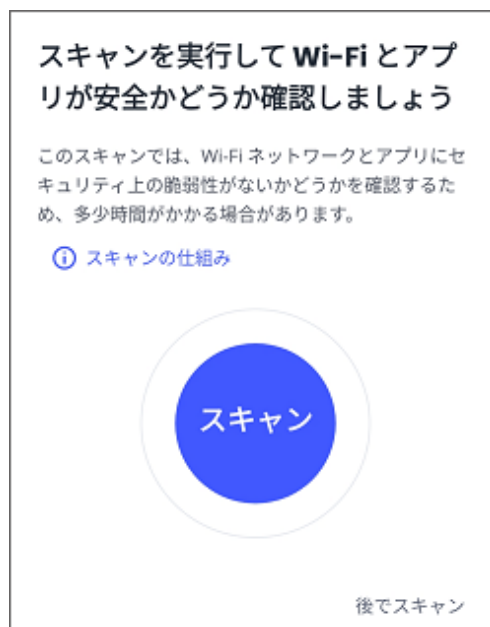 スキャンを実行して Wi-Fi とアプ
リが安全かどうか確認しましょう
このスキャンでは、Wi-Fi ネットワークとアプリにセ
キュリティ上の脆弱性がないかどうかを確認するた
め、多少時間がかかる場合があります。
スキャンの仕組み
スキャン
後でスキャン